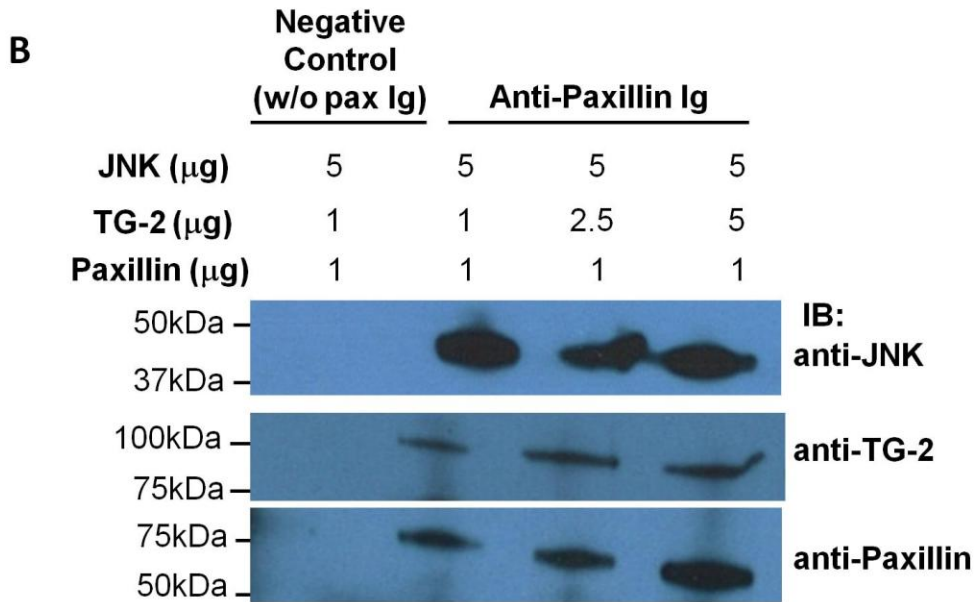 B
Negative
Control
(w/o pax Ig)
Anti-Paxillin Ig
JNK (μg) 5 5 5 5
TG-2 (μg) 1 1 2.5 5
Paxillin (μg) 1 1 1 1
50kDa
37kDa
IB:
anti-JNK
100kDa
75kDa
anti-TG-2
75kDa
50kDa
anti-Paxillin